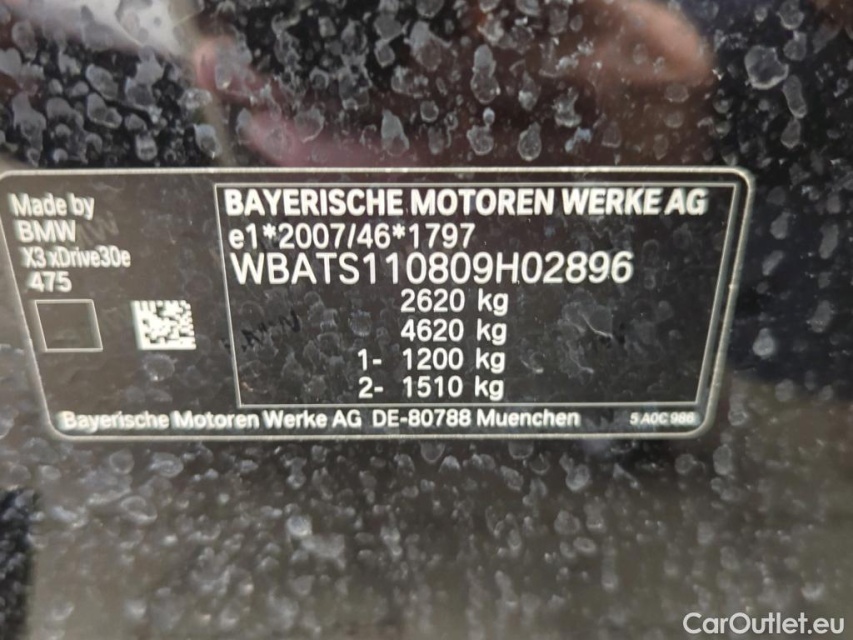 Made by
BMW
X3 xDrive30e
475
BAYERISCHE MOTOREN WERKE AG
e1*2007/46*1797
WBATS110809H02896
2620 kg
4620 kg
1- 1200 kg
2- 1510 kg
Bayerische Motoren Werke AG DE-80788 Muenchen
5 A0C 986
CarOutlet.eu